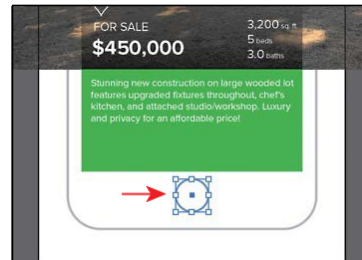 FOR SALE
$450,000
3,200 sq. ft
5 beds
3.0 baths
Stunning new construction on large wooded lot
features upgraded fixtures throughout, chef's
kitchen, and attached studio/workshop. Luxury
and privacy for an affordable price!